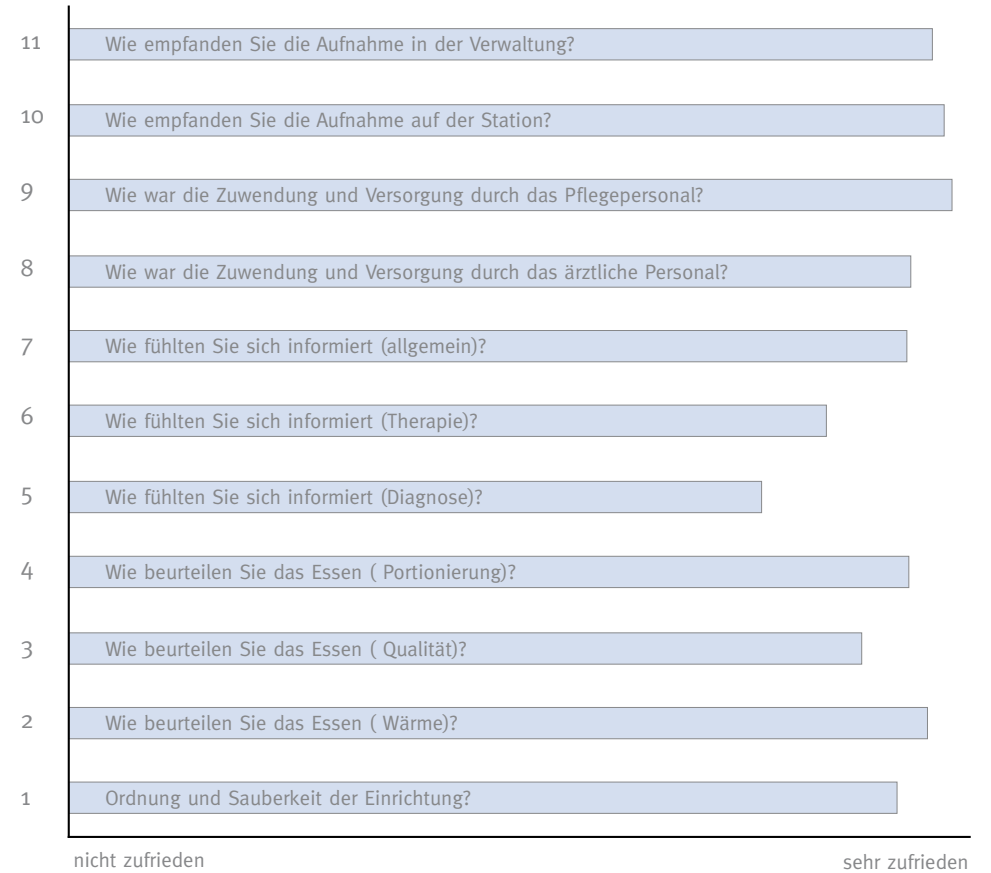 11 Wie empfanden Sie die Aufnahme in der Verwaltung?
10 Wie empfanden Sie die Aufnahme auf der Station?
9 Wie war die Zuwendung und Versorgung durch das Pflegepersonal?
8 Wie war die Zuwendung und Versorgung durch das ärztliche Personal?
7 Wie fühlten Sie sich informiert (allgemein)?
6 Wie fühlten Sie sich informiert (Therapie)?
5 Wie fühlten Sie sich informiert (Diagnose)?
4 Wie beurteilen Sie das Essen ( Portionierung)?
3 Wie beurteilen Sie das Essen ( Qualität)?
2 Wie beurteilen Sie das Essen ( Wärme)?
1 Ordnung und Sauberkeit der Einrichtung?
nicht zufrieden sehr zufrieden